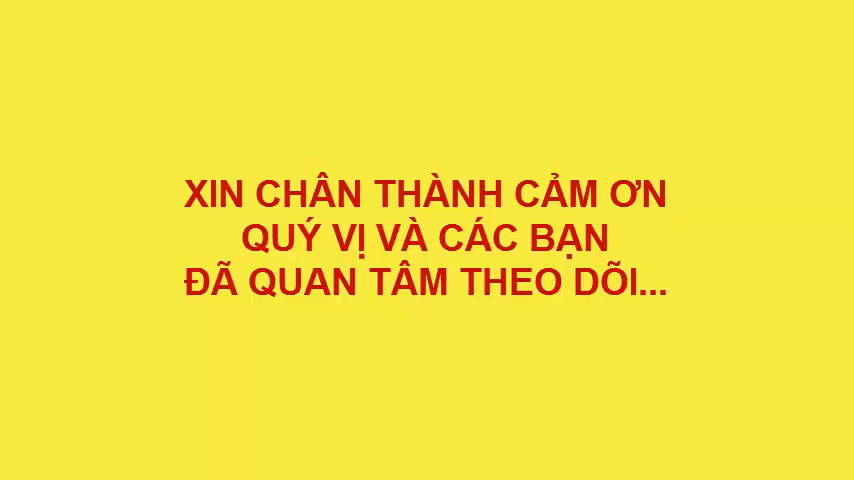 XIN CHÂN THÀNH CẢM ƠN
QUÝ VỊ VÀ CÁC BẠN
ĐÃ QUAN TÂM THEO DÕI...